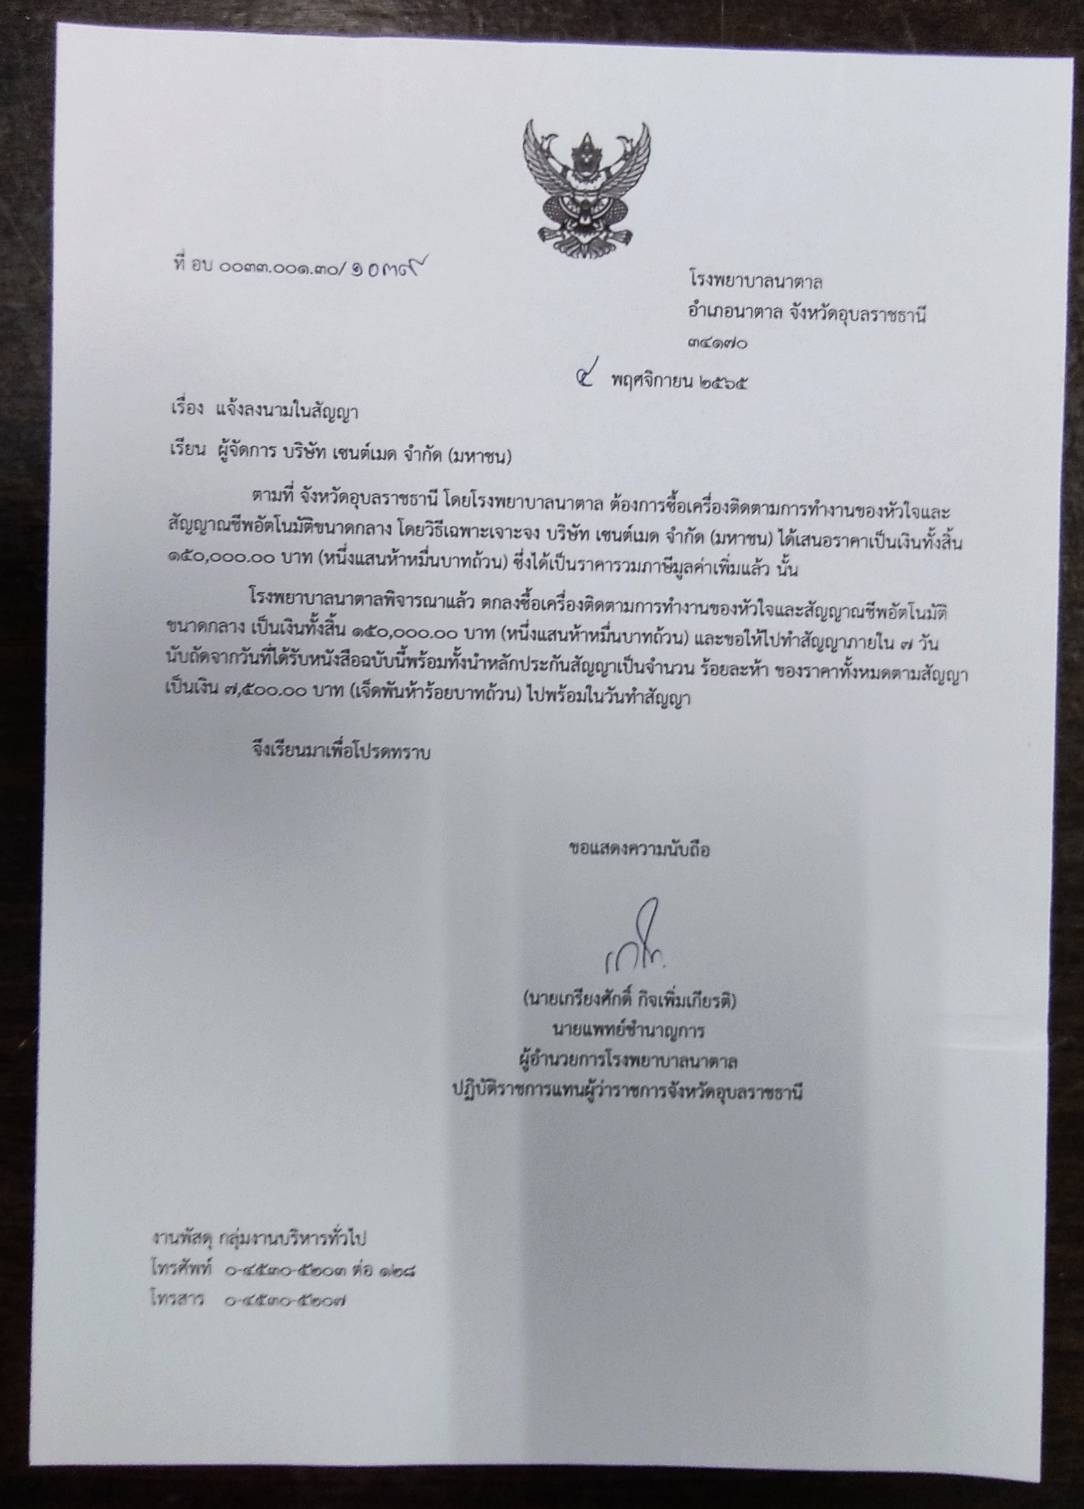 ที่ อบ ๐๐๓๓.๐๐๑.๓๐/๑๐๓๙
โรงพยาบาลนาตาล
อำเภอนาตาล จังหวัดอุบลราชธานี
๓๔๑๗๐
พฤศจิกายน ๒๕๖๕
เรื่อง แจ้งลงนามในสัญญา
เรียน ผู้จัดการ บริษัท เซนต์เมด จำกัด (มหาชน)
ตามที่ จังหวัดอุบลราชธานี โดยโรงพยาบาลนาตาล ต้องการซื้อเครื่องติดตามการทำงานของหัวใจและ
สัญญาณชีพอัตโนมัติขนาดกลาง โดยวิธีเฉพาะเจาะจง บริษัท เซนต์เมด จำกัด (มหาชน) ได้เสนอราคาเป็นเงินทั้งสิ้น
๑๕๐,๐๐๐.๐๐ บาท (หนึ่งแสนห้าหมื่นบาทถ้วน) ซึ่งได้เป็นราคารวมภาษีมูลค่าเพิ่มแล้ว นั้น
โรงพยาบาลนาตาลพิจารณาแล้ว ตกลงซื้อเครื่องติดตามการทำงานของหัวใจและสัญญาณชีพอัตโนมัติ
ขนาดกลาง เป็นเงินทั้งสิ้น ๑๕๐,๐๐๐.๐๐ บาท (หนึ่งแสนห้าหมื่นบาทถ้วน) และขอให้ไปทำสัญญาภายใน ๗ วัน
นับถัดจากวันที่ได้รับหนังสือฉบับนี้พร้อมทั้งนำหลักประกันสัญญาเป็นจำนวน ร้อยละห้า ของราคาทั้งหมดตามสัญญา
เป็นเงิน ๗,๕๐๐.๐๐ บาท (เจ็ดพันห้าร้อยบาทถ้วน) ไปพร้อมในวันทำสัญญา
จึงเรียนมาเพื่อโปรดทราบ
ขอแสดงความนับถือ
(นายเกรียงศักดิ์ กิจเพิ่มเกียรติ)
นายแพทย์ชำนาญการ
ผู้อำนวยการโรงพยาบาลนาตาล
ปฏิบัติราชการแทนผู้ว่าราชการจังหวัดอุบลราชธานี
งานพัสดุ กลุ่มงานบริหารทั่วไป
โทรศัพท์ ๐-๔๕๓๐-๕๒๐๓ ต่อ ๑๒๘
โทรสาร ๐-๔๕๓๐-๕๒๐๗